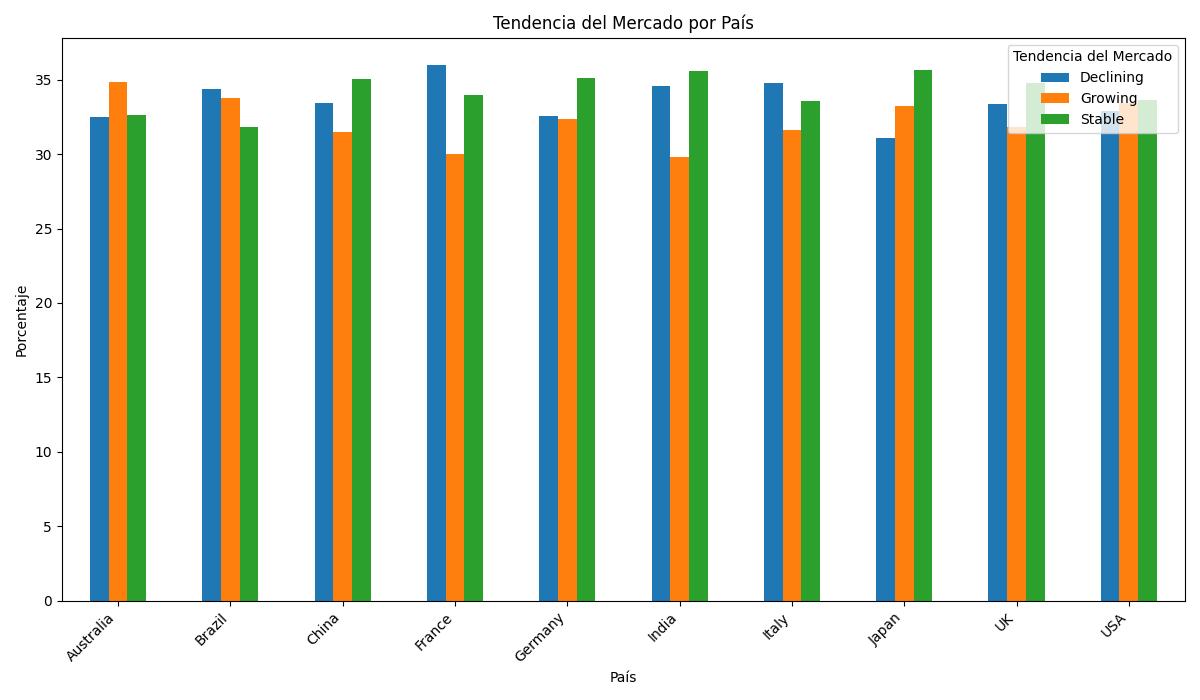 Tendencia del Mercado por País
Tendencia del Mercado
Declining
Growing
Stable
Porcentaje
35
30
25
20
15
10
5
0
Australia
Brazil
China
France
Germany
India
Italy
Japan
UK
USA
País